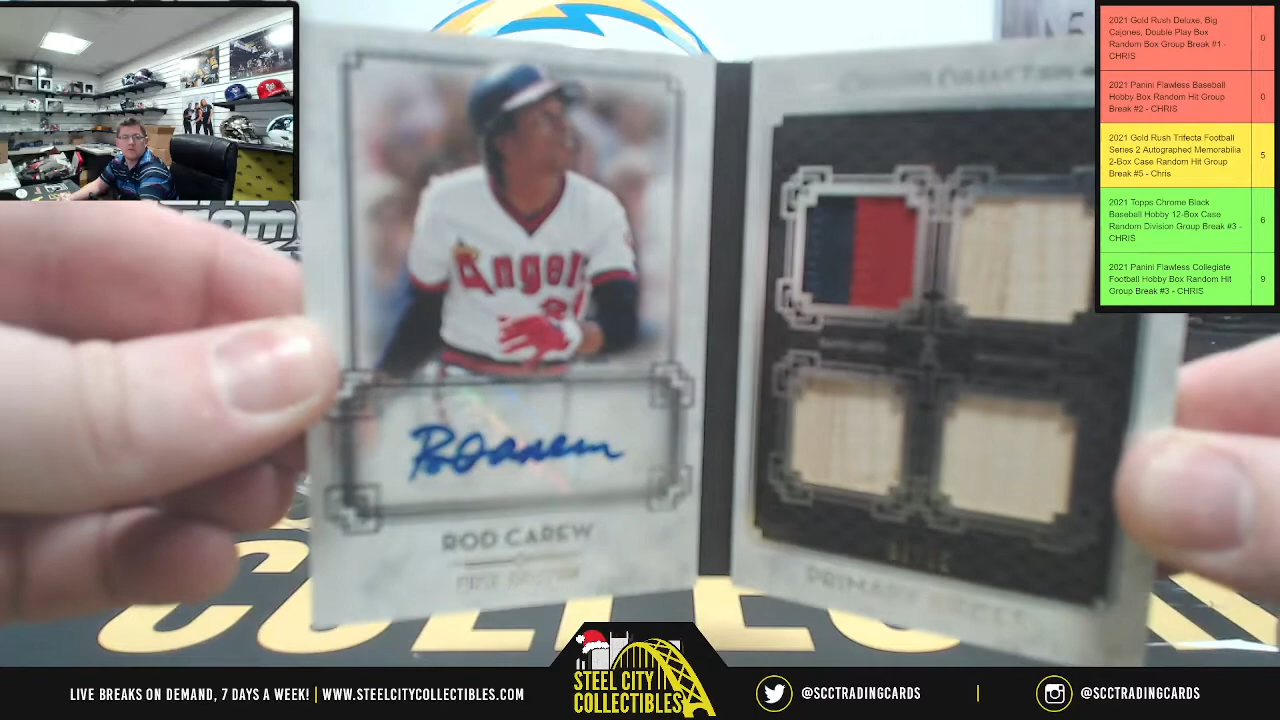 2021 Gold Rush Deluxe, Big
Cajones, Double Play Box
Random Box Group Break #1 -
CHRIS
0
2021 Panini Flawless Baseball
Hobby Box Random Hit Group
Break #2 - CHRIS
0
2021 Gold Rush Trifecta Football
Series 2 Autographed Memorabilia
2-Box Case Random Hit Group
Break #5 - Chris
5
2021 Topps Chrome Black
Baseball Hobby 12-Box Case
Random Division Group Break #3 -
CHRIS
6
2021 Panini Flawless Collegiate
Football Hobby Box Random Hit
Group Break #3 - CHRIS
9
Angels
ROD CAREW
FIRST BASEMAN
PRIMARY PIECES
COLLEC
STEEL CITY
COLLECTIBLES
LIVE BREAKS ON DEMAND, 7 DAYS A WEEK! | WWW.STEELCITYCOLLECTIBLES.COM
@SCCTRADINGCARDS
@SCCTRADINGCARDS